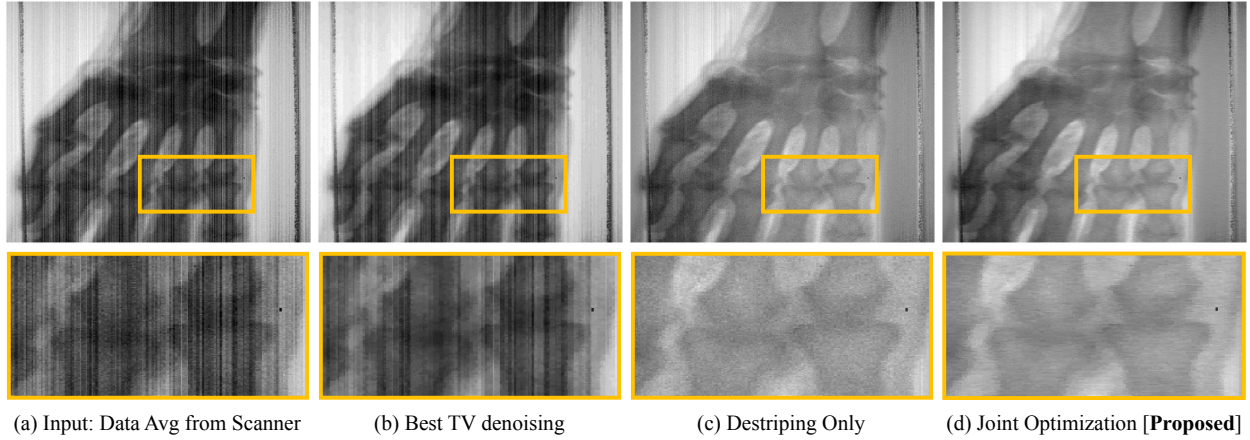 (a) Input: Data Avg from Scanner
(b) Best TV denoising
(c) Destriping Only
(d) Joint Optimization [Proposed]